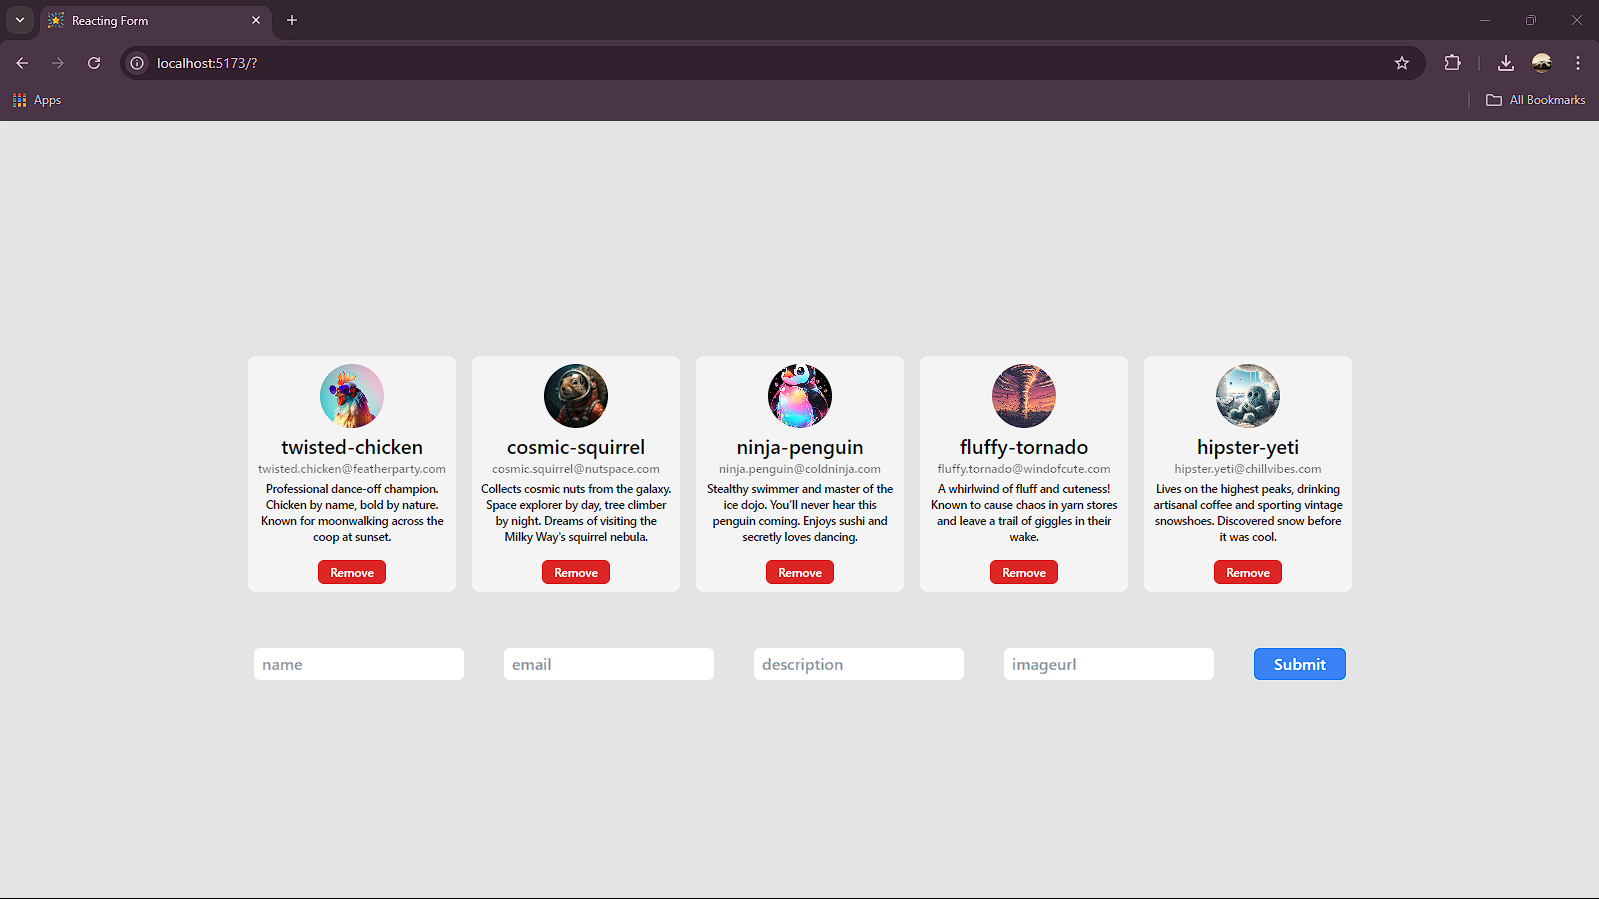 Reacting Form
localhost:5173/?
Apps
All Bookmarks
twisted-chicken
twisted.chicken@featherparty.com
Professional dance-off champion.
Chicken by name, bold by nature.
Known for moonwalking across the
coop at sunset.
Remove
cosmic-squirrel
cosmic.squirrel@nutspace.com
Collects cosmic nuts from the galaxy.
Space explorer by day, tree climber
by night. Dreams of visiting the
Milky Way's squirrel nebula.
Remove
ninja-penguin
ninja.penguin@coldninja.com
Stealthy swimmer and master of the
ice dojo. You'll never hear this
penguin coming. Enjoys sushi and
secretly loves dancing.
Remove
fluffy-tornado
fluffy.tornado@windofcute.com
A whirlwind of fluff and cuteness!
Known to cause chaos in yarn stores
and leave a trail of giggles in their
wake.
Remove
hipster-yeti
hipster.yeti@chillvibes.com
Lives on the highest peaks, drinking
artisanal coffee and sporting vintage
snowshoes. Discovered snow before
it was cool.
Remove
name
email
description
imageurl
Submit